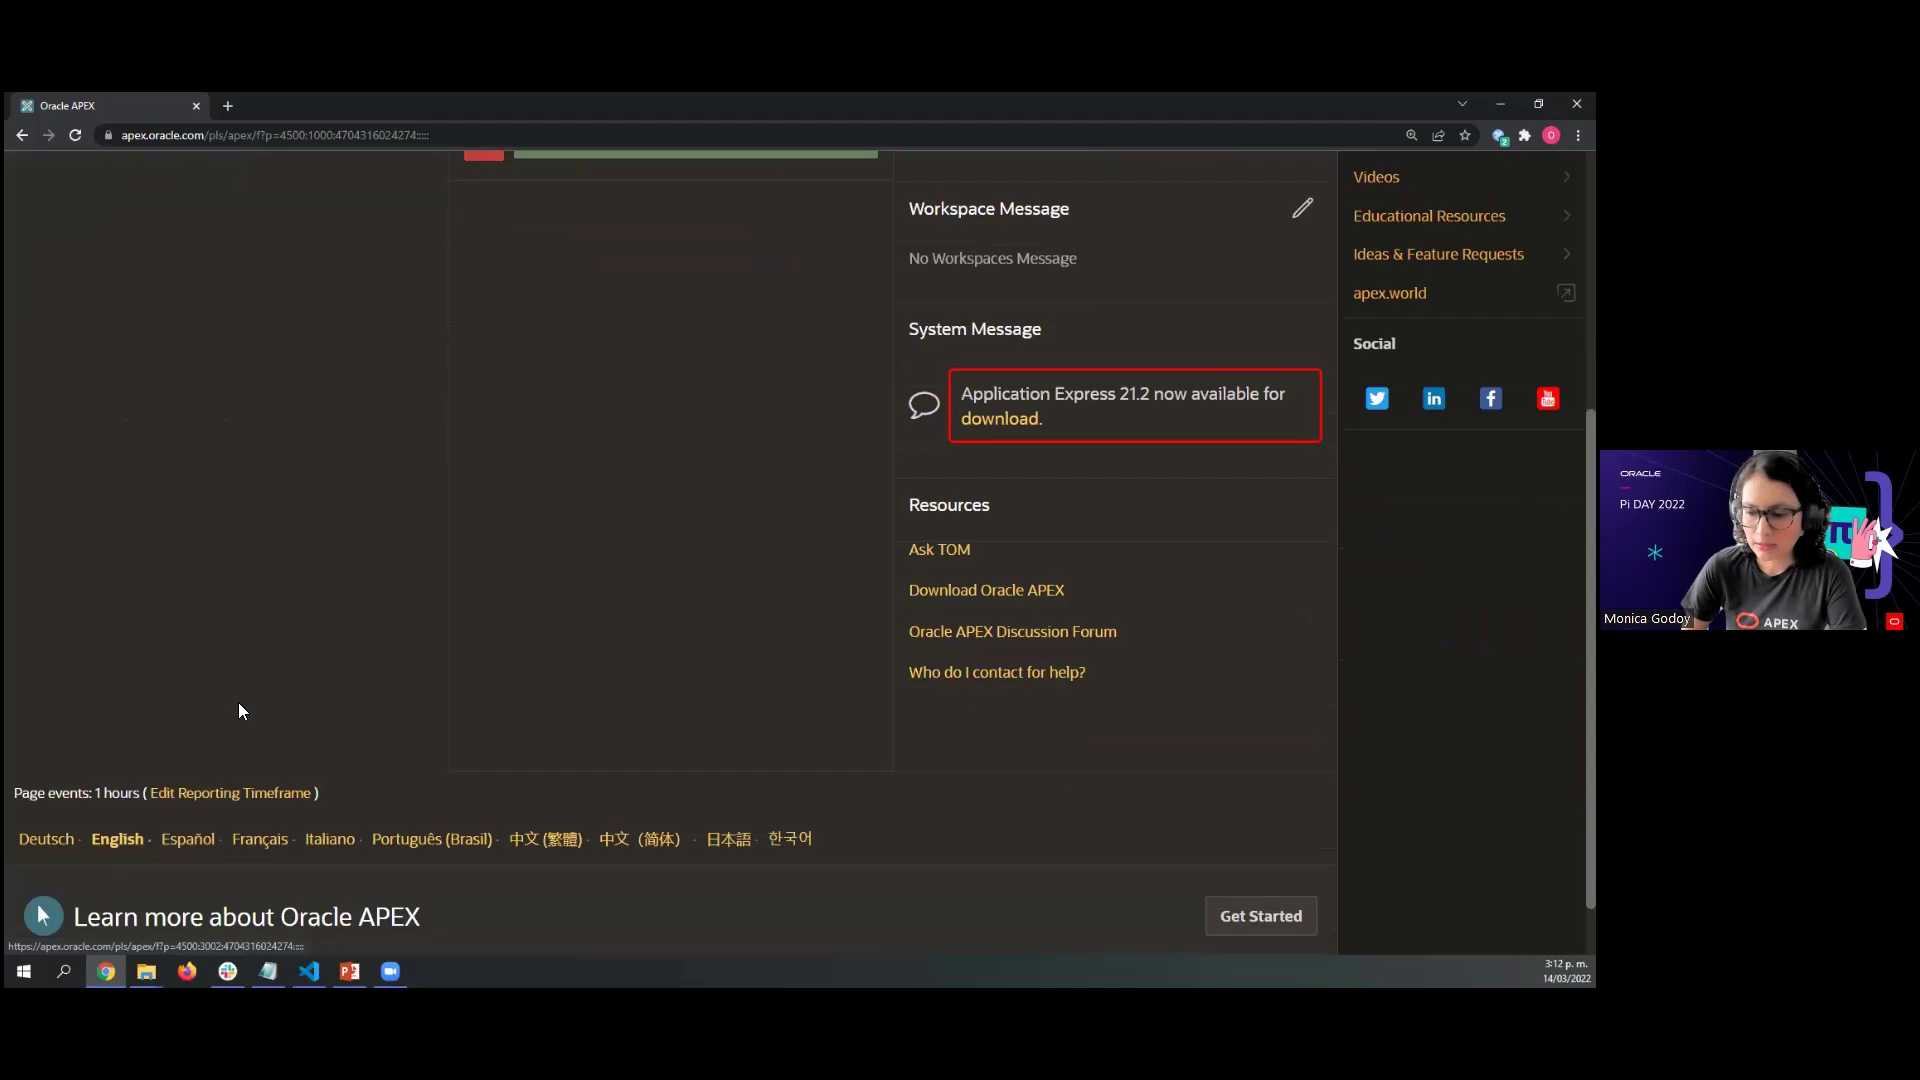 Oracle APEX
apex.oracle.com/pls/apex/f?p=4500:1000:4704316024274:::::
2
O
Workspace Message
No Workspaces Message
System Message
Application Express 21.2 now available for
download.
Resources
Ask TOM
Download Oracle APEX
Oracle APEX Discussion Forum
Who do I contact for help?
Videos
Educational Resources
Ideas & Feature Requests
apex.world
Social
Page events: 1 hours ( Edit Reporting Timeframe )
Deutsch · English · Español · Français · Italiano · Português (Brasil) · 中文 (繁體) · 中文（简体） · 日本語 · 한국어
Learn more about Oracle APEX
Get Started
https://apex.oracle.com/pls/apex/f?p=4500:3002:4704316024274:::::
3:12 p. m.
14/03/2022
ORACLE
Pi DAY 2022
π
APEX
Monica Godoy